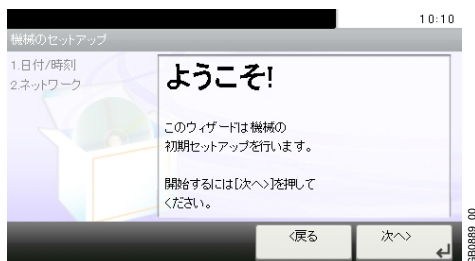 10:10
機械のセットアップ
1.日付/時刻
2.ネットワーク
ようこそ!
このウィザードは機械の
初期セットアップを行います。
開始するには[次へ>]を押して
ください。
<戻る
次へ>
GB0889_00